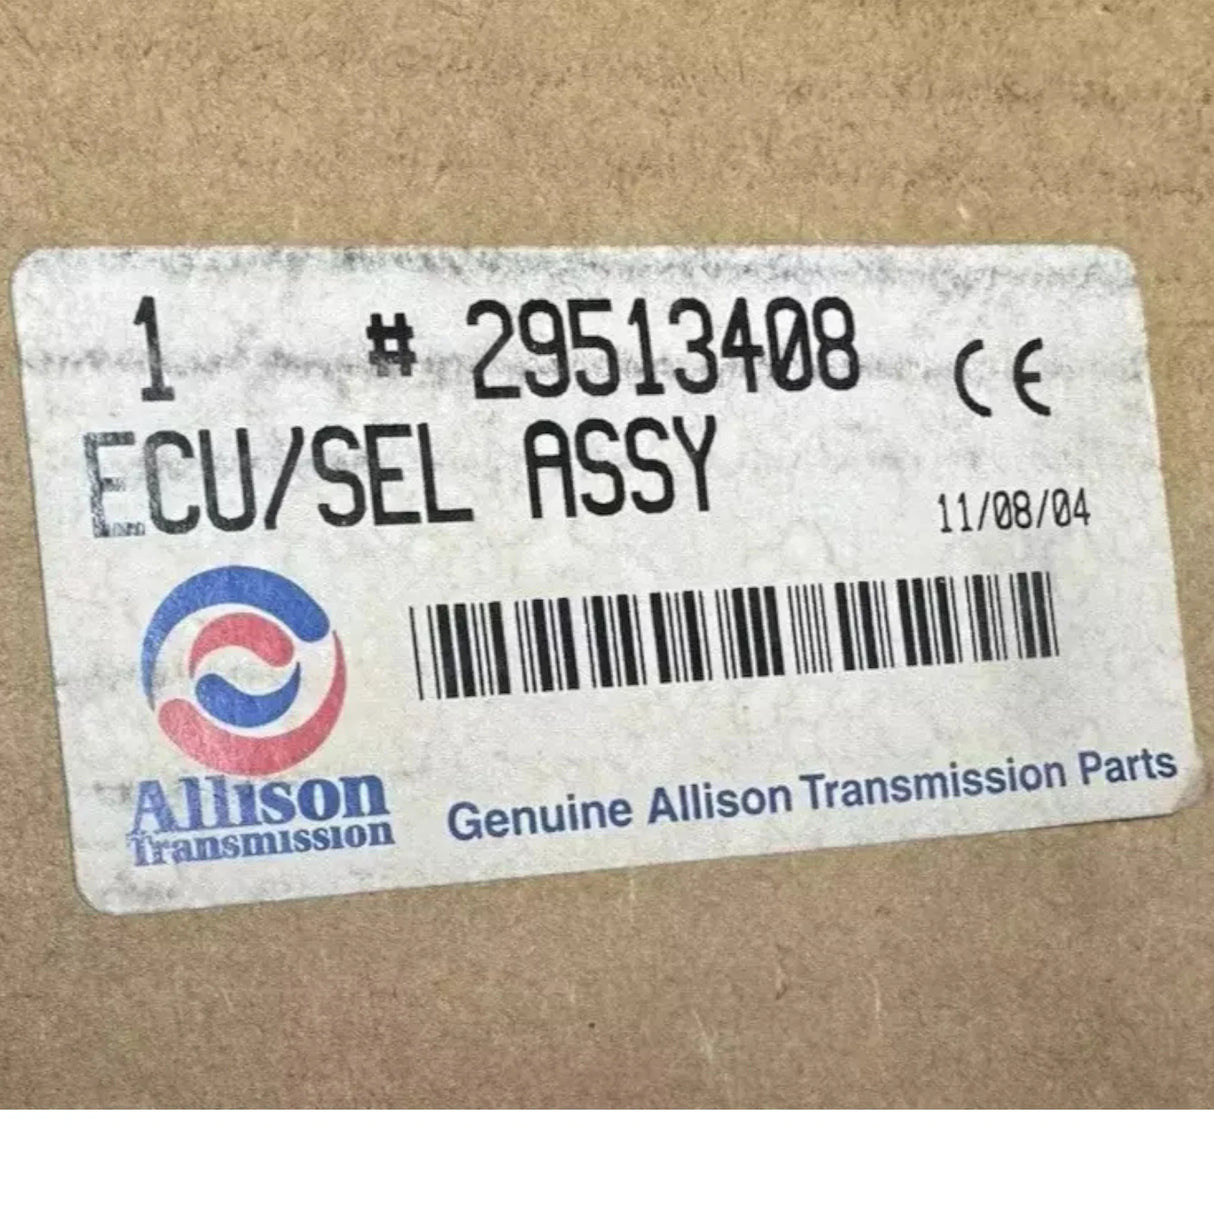 1 # 29513408 CE
ECU/SEL ASSY
11/08/04
Allison
Transmission
Genuine Allison Transmission Parts